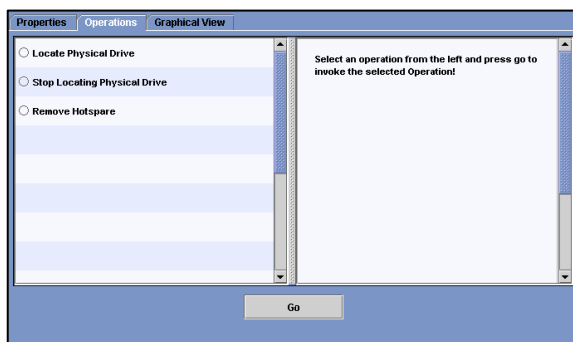 Properties Operations Graphical View
Locate Physical Drive
Stop Locating Physical Drive
Remove Hotspare
Select an operation from the left and press go to
invoke the selected Operation!
Go